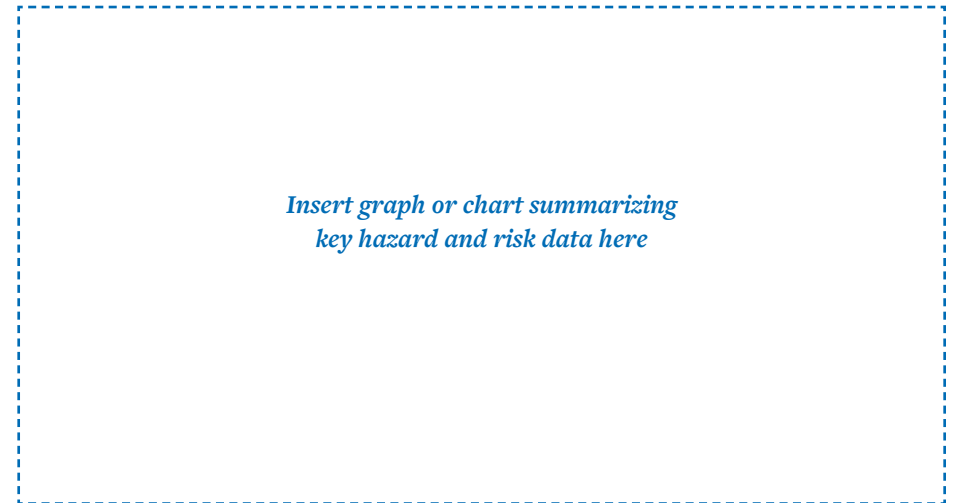 Insert graph or chart summarizing
key hazard and risk data here